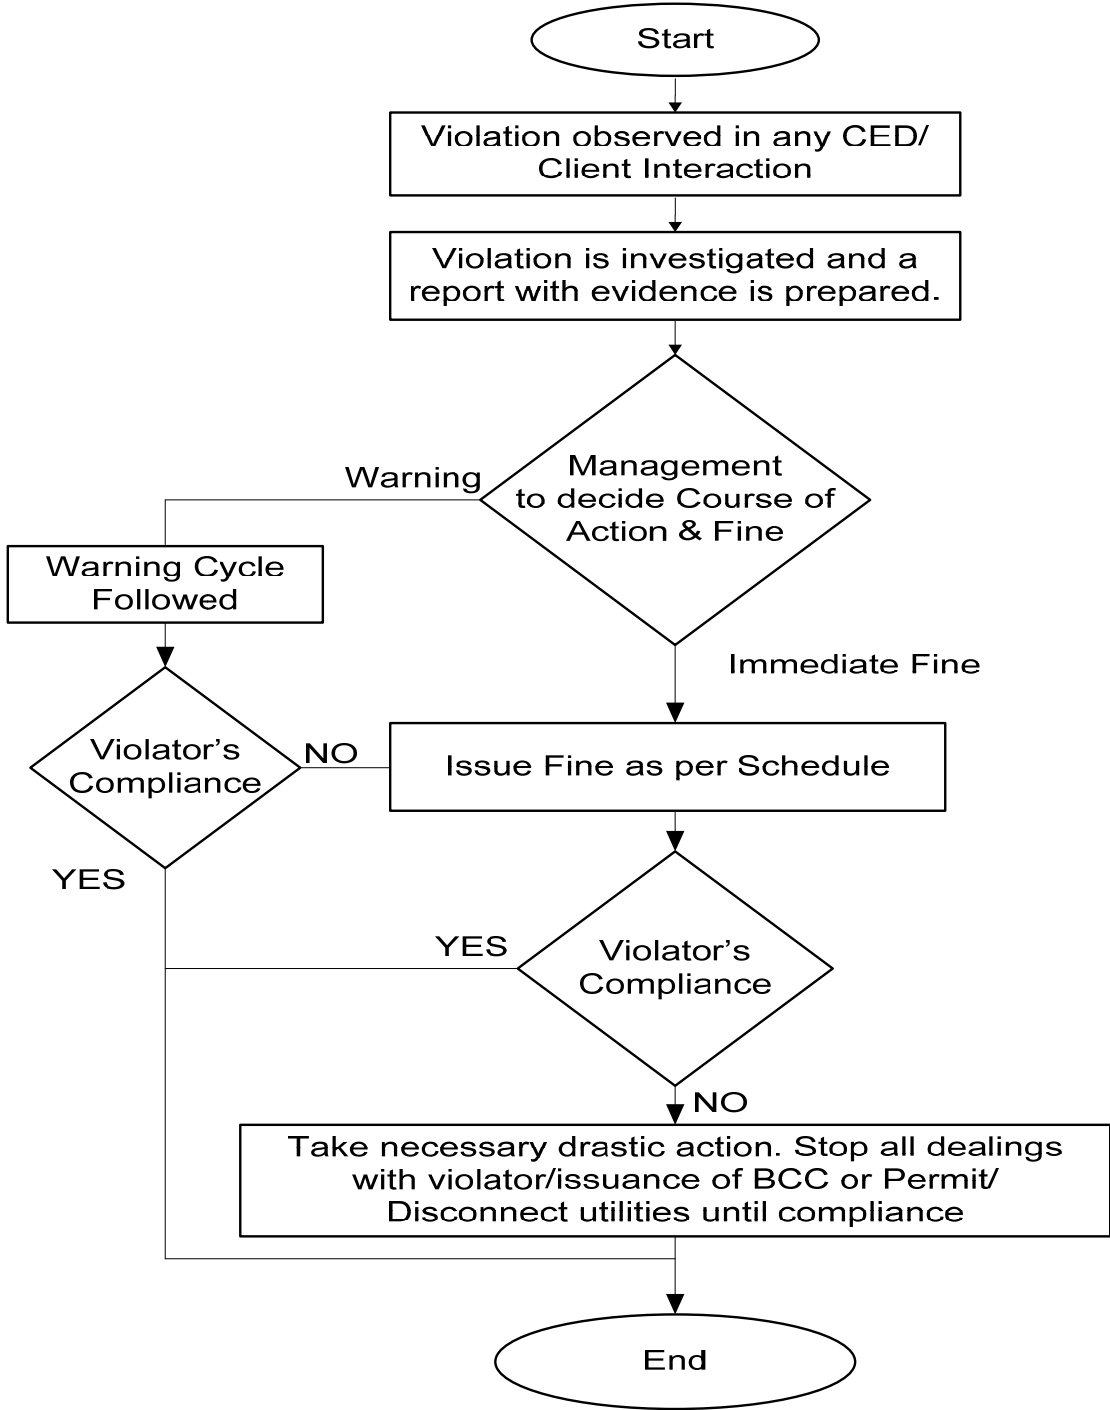 Start
Violation observed in any CED/
Client Interaction
Violation is investigated and a
report with evidence is prepared.
Management
to decide Course of
Action & Fine
Warning
Warning Cycle
Followed
Immediate Fine
Violator’s
Compliance
NO
Issue Fine as per Schedule
YES
YES
Violator’s
Compliance
NO
Take necessary drastic action. Stop all dealings
with violator/issuance of BCC or Permit/
Disconnect utilities until compliance
End